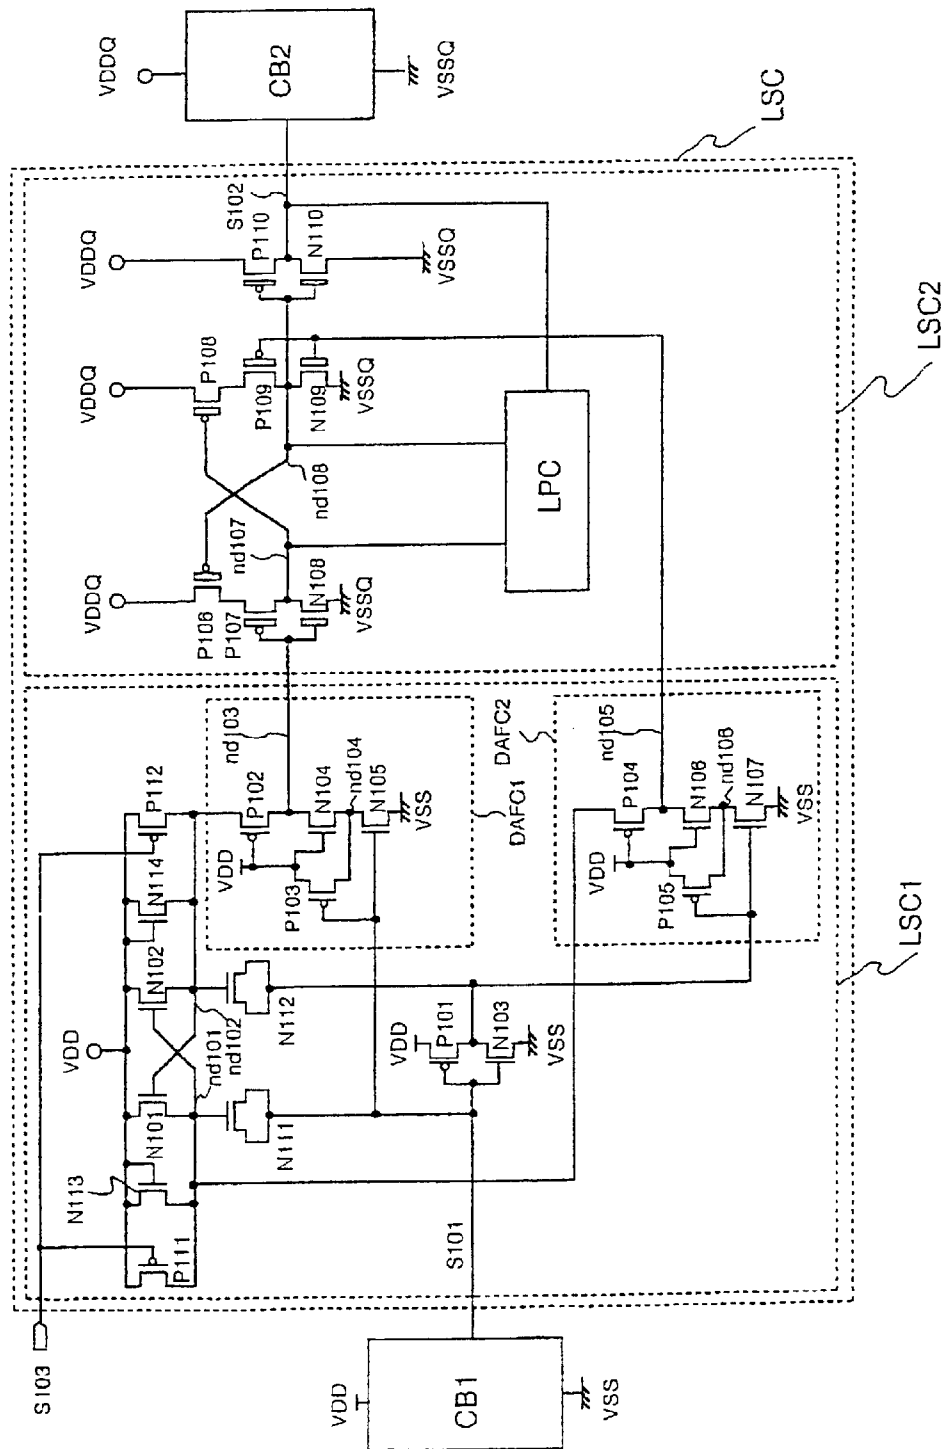 S103
VDD
CB1
VSS
S101
P111
N113
N101
nd101
nd102
VDD
N102
N114
P112
N111
N112
VDD
P101
N103
VSS
VDD
P102
nd103
P103
N104
nd104
N105
VSS
DAFC1
DAFC2
VDD
P104
nd105
P105
N106
nd106
N107
VSS
LSC1
VDDQ
P106
P107
nd107
N108
VSSQ
VDDQ
P108
P109
nd108
N109
VSSQ
VDDQ
P110
S102
N110
VSSQ
LPC
VDDQ
CB2
VSSQ
LSC
LSC2